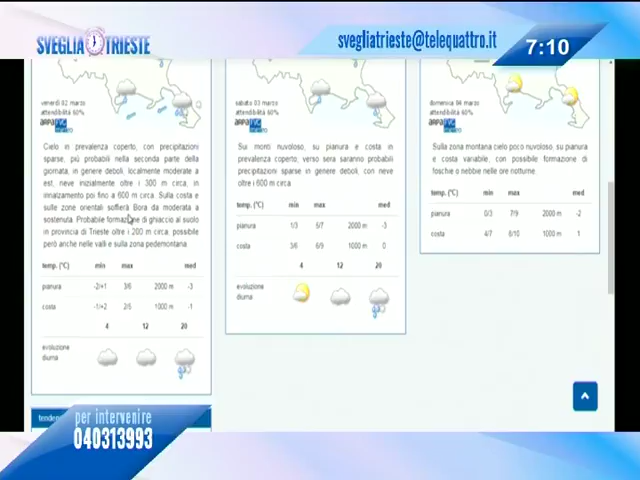 SVEGLIA TRIESTE
svegliatrieste@telequattro.it
7:10
venerdì 02 marzo
attendibilità 60%
Cielo in prevalenza coperto, con precipitazioni
sparse, più probabili nella seconda parte della
giornata, in genere deboli, localmente moderate a
est, neve inizialmente oltre i 300 m circa, in
innalzamento poi fino a 600 m circa. Sulla costa e
sulle zone orientali soffierà Bora da moderata a
sostenuta. Probabile formazione di ghiaccio al suolo
in provincia di Trieste oltre i 200 m circa, possibile
però anche nelle valli e sulla zona pedemontana.
temp. (°C) min max med
pianura -2/+1 3/6 2000 m -3
costa -1/+2 2/5 1000 m -1
4 12 20
evoluzione
diurna
sabato 03 marzo
attendibilità 60%
Sui monti nuvoloso, su pianura e costa in
prevalenza coperto, verso sera saranno probabili
precipitazioni sparse in genere deboli, con neve
oltre i 600 m circa.
temp. (°C) min max med
pianura 1/3 5/7 2000 m -3
costa 3/6 6/9 1000 m 0
4 12 20
evoluzione
diurna
domenica 04 marzo
attendibilità 60%
Sulla zona montana cielo poco nuvoloso, su pianura
e costa variabile, con possibile formazione di
foschie o nebbie nelle ore notturne.
temp. (°C) min max med
pianura 0/3 7/9 2000 m -2
costa 4/7 8/10 1000 m 1
per intervenire
040313993